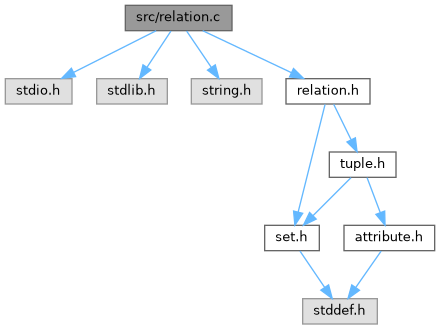 src/relation.c
stdio.h
stdlib.h
string.h
relation.h
tuple.h
set.h
attribute.h
stddef.h